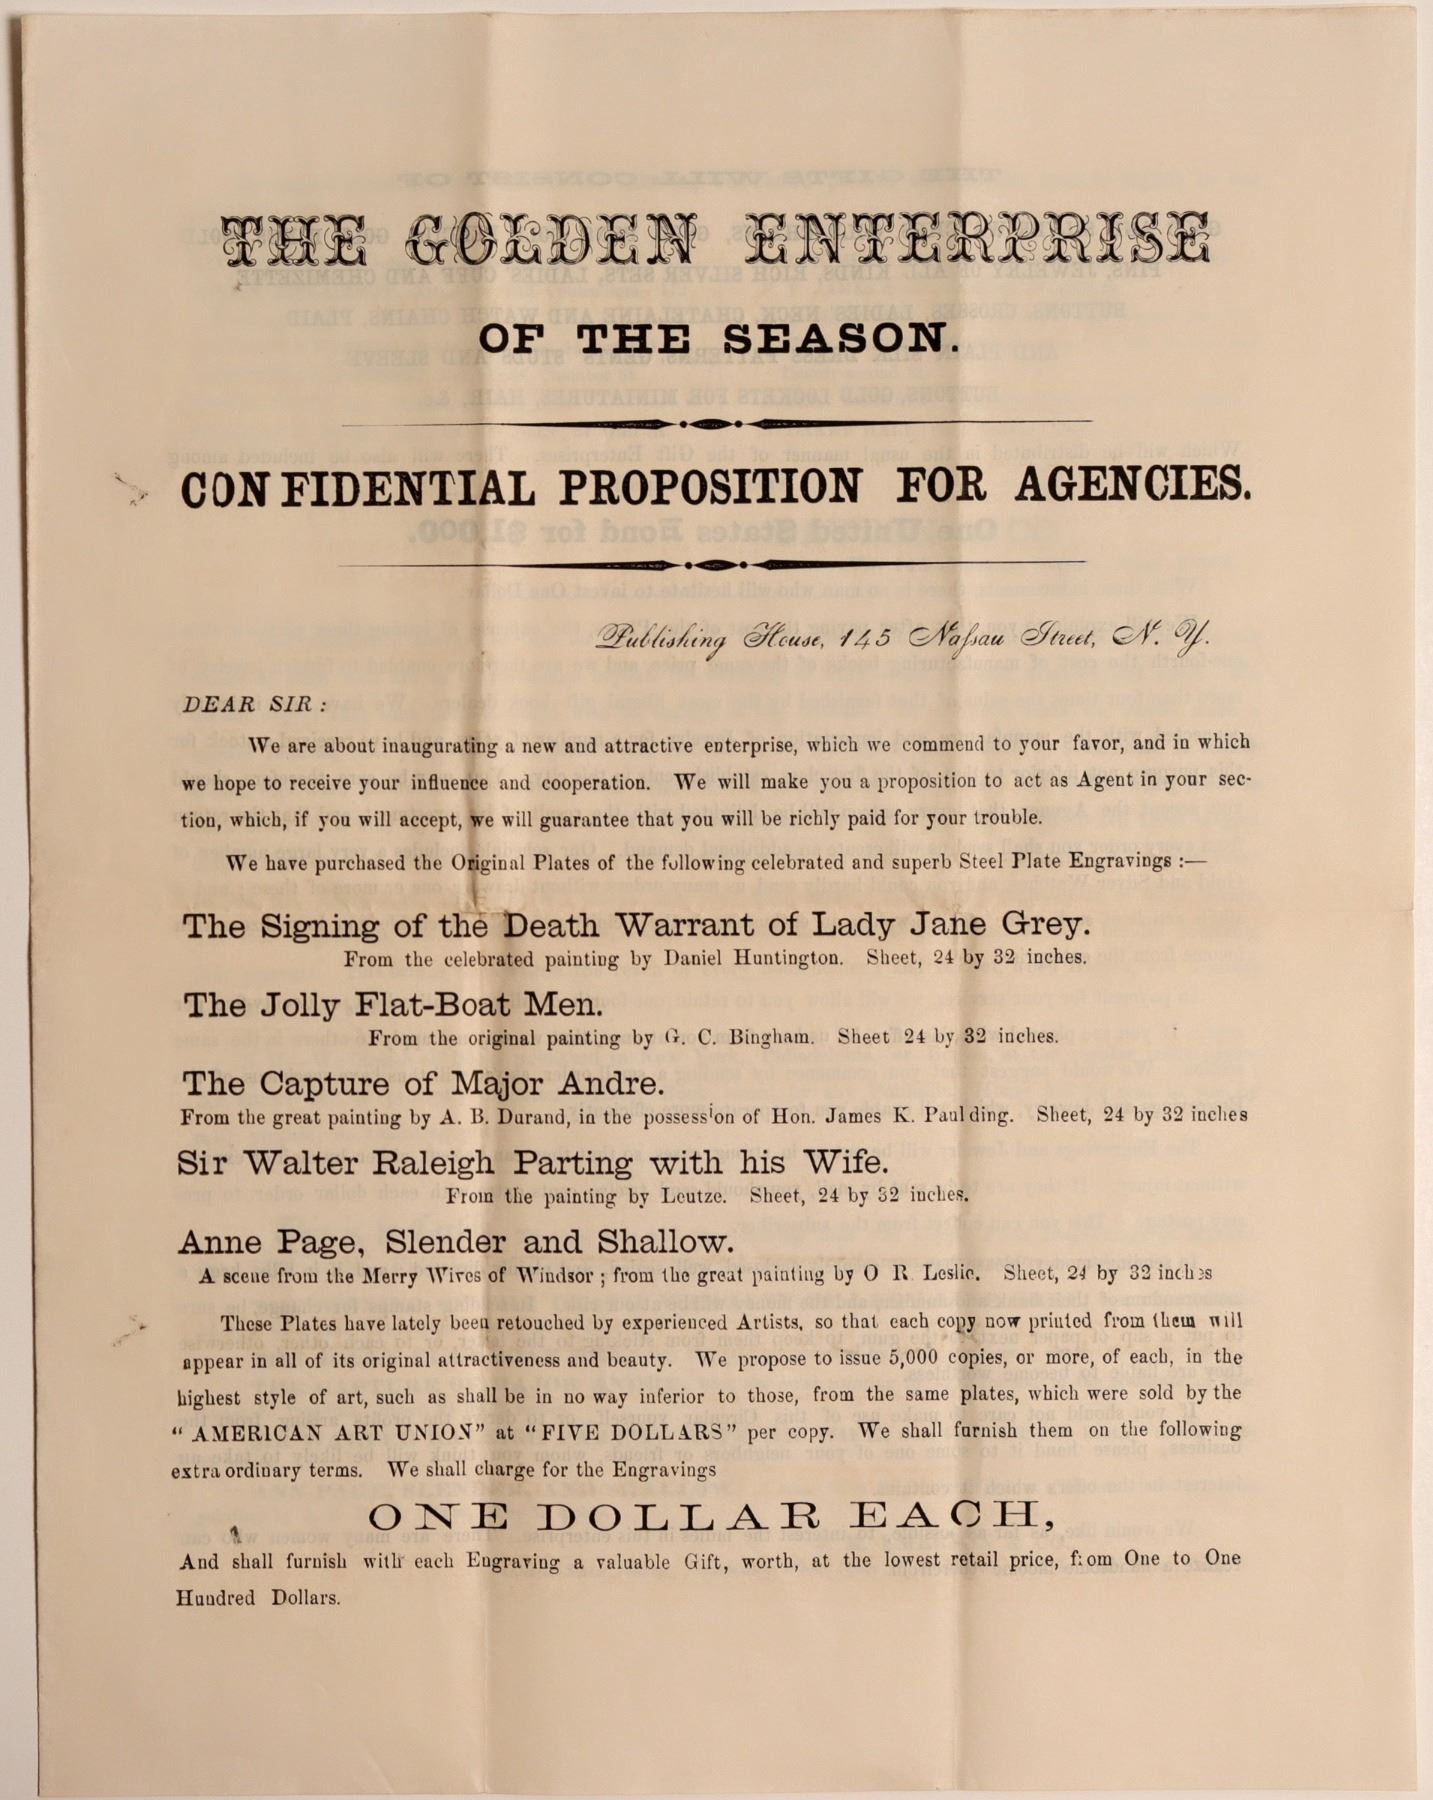 THE GOLDEN ENTERPRISE
OF THE SEASON.
CONFIDENTIAL PROPOSITION FOR AGENCIES.
Publishing House, 145 Nassau Street, N. Y.
DEAR SIR :
We are about inaugurating a new and attractive enterprise, which we commend to your favor, and in which
we hope to receive your influence and cooperation. We will make you a proposition to act as Agent in your sec-
tion, which, if you will accept, we will guarantee that you will be richly paid for your trouble.
We have purchased the Original Plates of the following celebrated and superb Steel Plate Engravings :—
The Signing of the Death Warrant of Lady Jane Grey.
From the celebrated painting by Daniel Huntington. Sheet, 24 by 32 inches.
The Jolly Flat-Boat Men.
From the original painting by G. C. Bingham. Sheet 24 by 32 inches.
The Capture of Major Andre.
From the great painting by A. B. Durand, in the possession of Hon. James K. Paulding. Sheet, 24 by 32 inches
Sir Walter Raleigh Parting with his Wife.
From the painting by Leutze. Sheet, 24 by 32 inches.
Anne Page, Slender and Shallow.
A scene from the Merry Wives of Windsor ; from the great painting by O R. Leslie. Sheet, 24 by 32 inches
These Plates have lately been retouched by experienced Artists, so that each copy now printed from them will
appear in all of its original attractiveness and beauty. We propose to issue 5,000 copies, or more, of each, in the
highest style of art, such as shall be in no way inferior to those, from the same plates, which were sold by the
“ AMERICAN ART UNION” at “FIVE DOLLARS” per copy. We shall furnish them on the following
extraordinary terms. We shall charge for the Engravings
ONE DOLLAR EACH,
And shall furnish with each Engraving a valuable Gift, worth, at the lowest retail price, from One to One
Hundred Dollars.